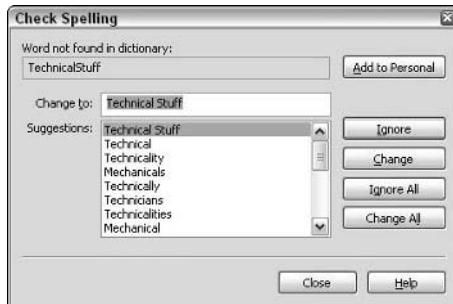 Check Spelling
Word not found in dictionary:
TechnicalStuff
Add to Personal
Change to: Technical Stuff
Suggestions: Technical Stuff
Technical
Technicality
Mechanicals
Technically
Technicians
Technicalities
Mechanical
Ignore
Change
Ignore All
Change All
Close Help